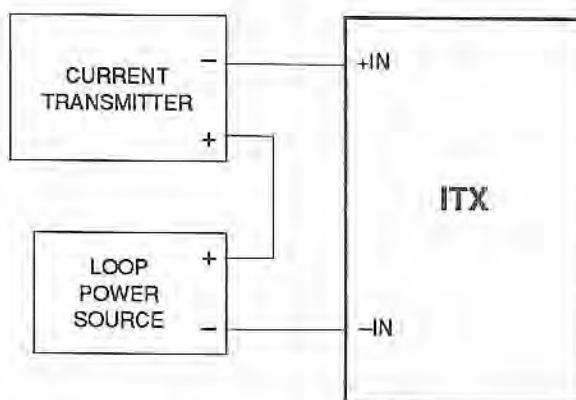 CURRENT
TRANSMITTER
−
+
+IN
ITX
LOOP
POWER
SOURCE
+
−
−IN